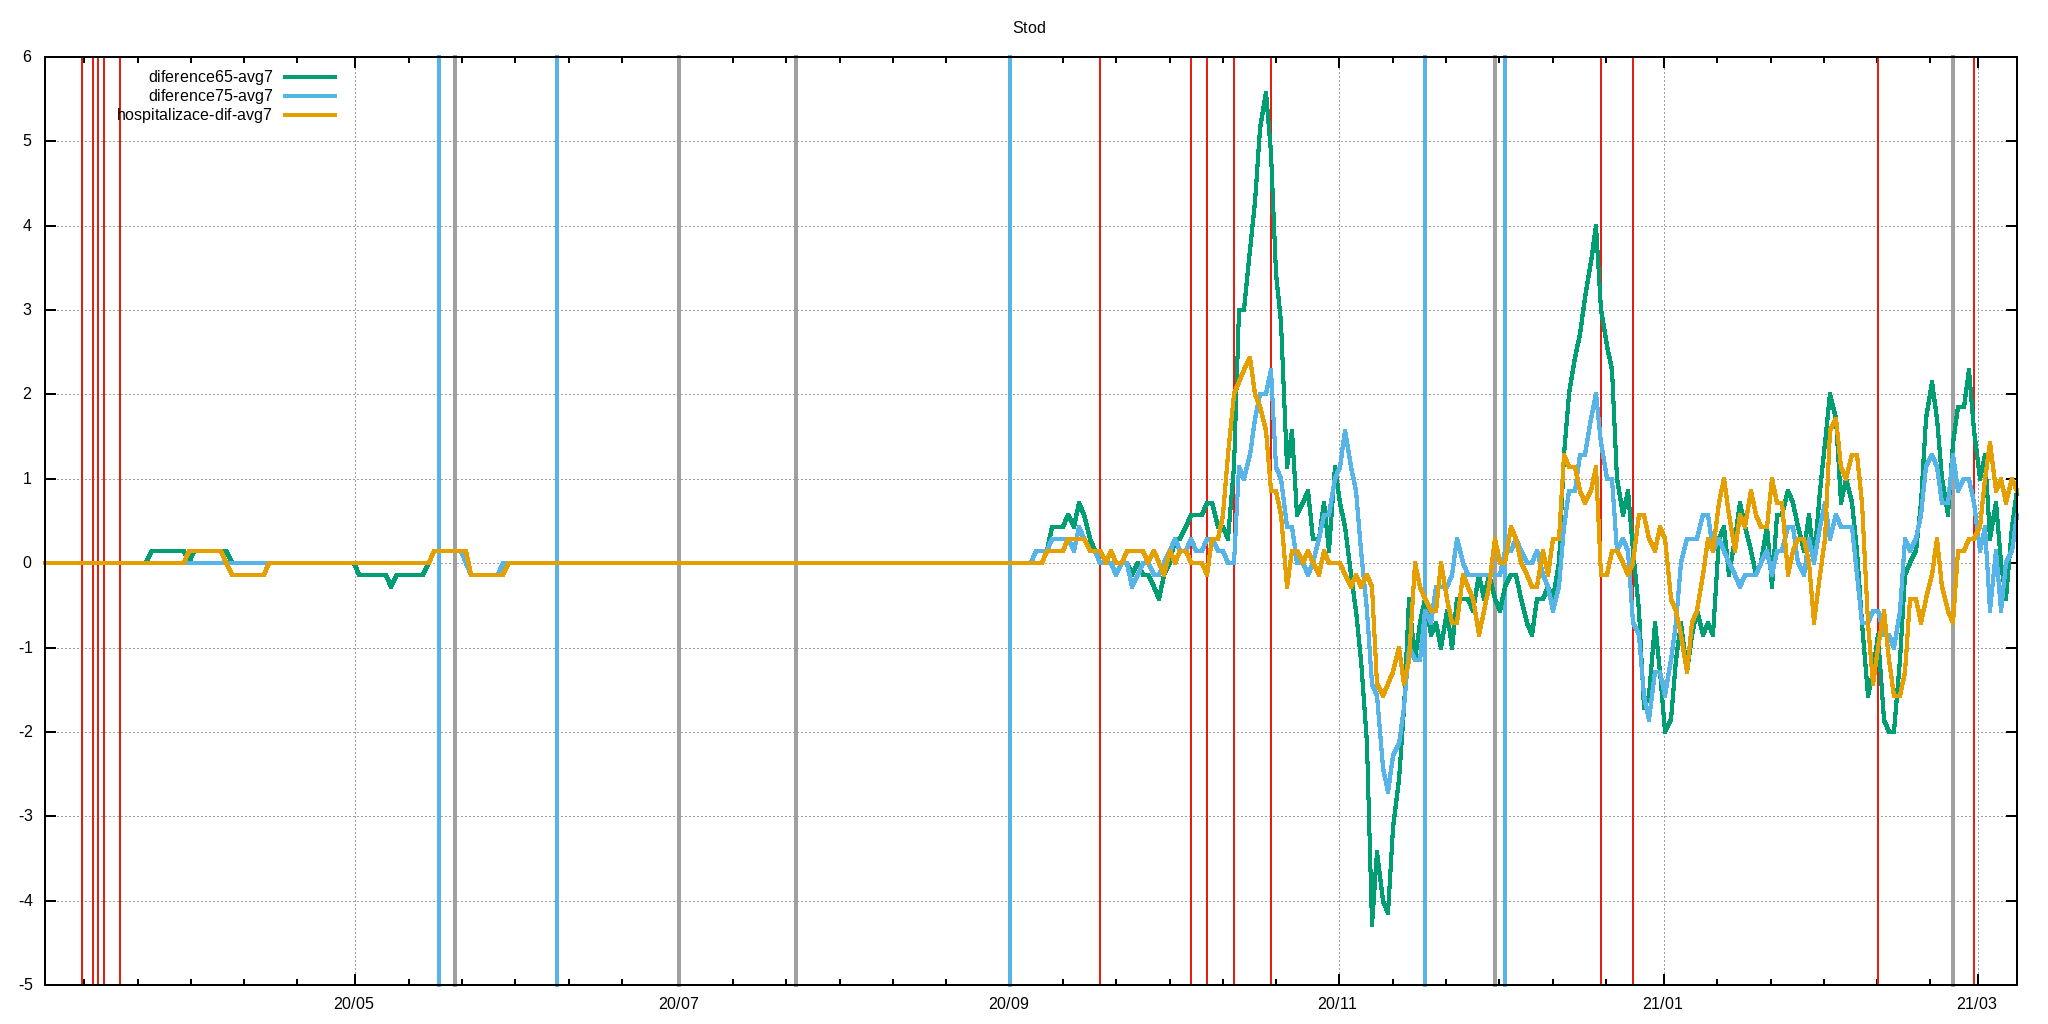 Stod
diference65-avg7
diference75-avg7
hospitalizace-dif-avg7
6
5
4
3
2
1
0
-1
-2
-3
-4
-5
20/05 20/07 20/09 20/11 21/01 21/03